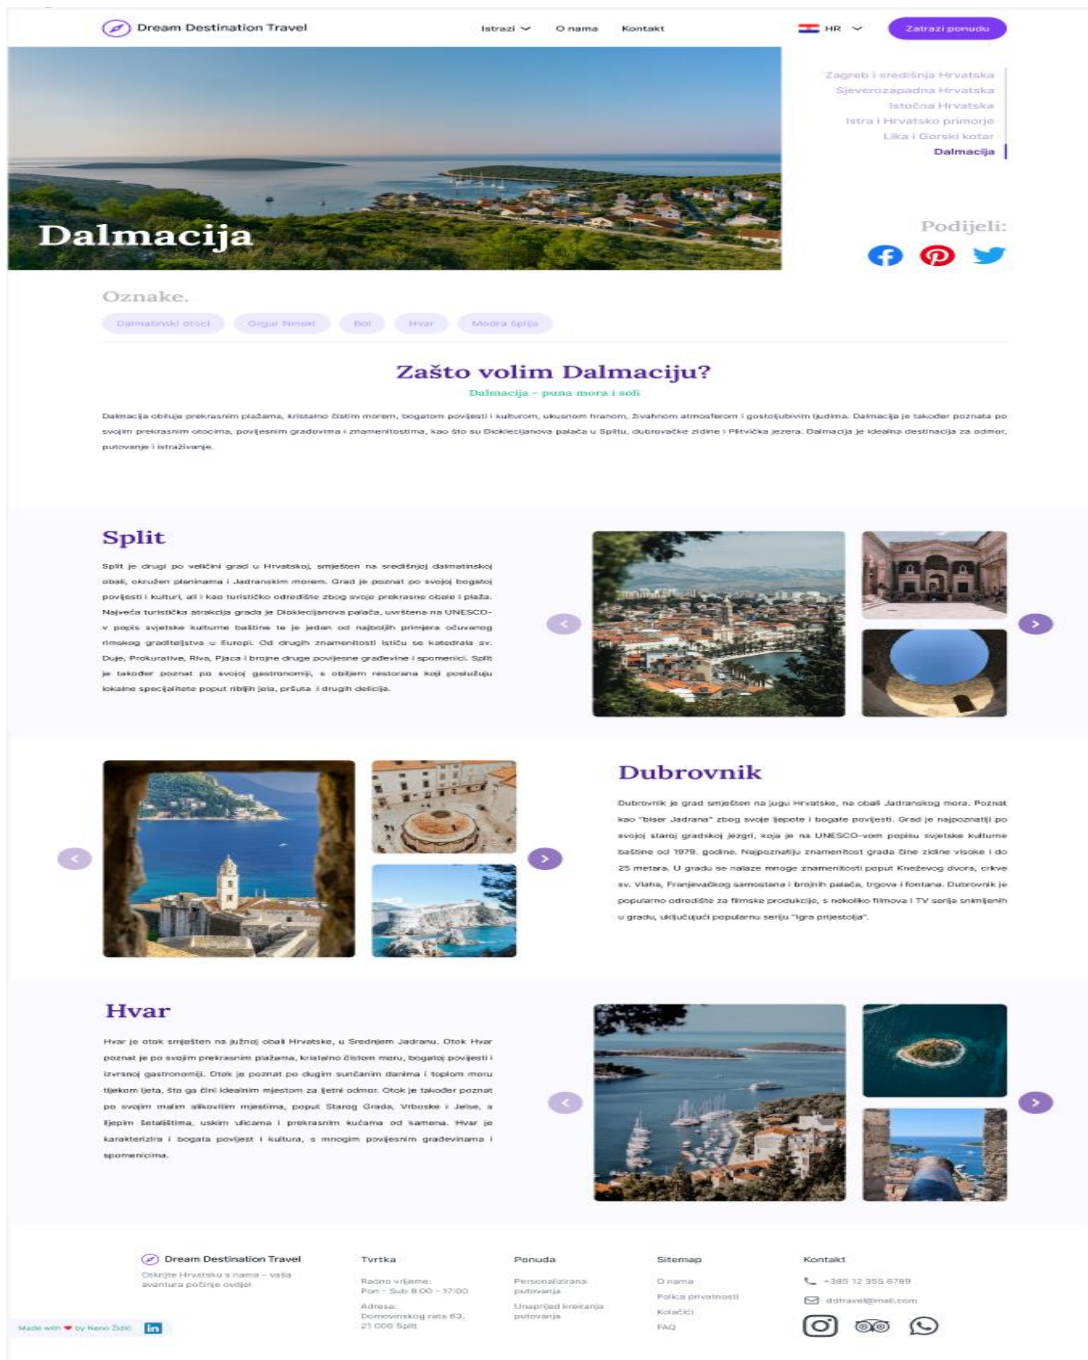 Dream Destination Travel
Istrazi O nama Kontakt
HR
Zatrazi ponudu
Zagreb i središnja Hrvatska
Sjeverozapadna Hrvatska
Istočna Hrvatska
Istra i Hrvatsko primorje
Lika i Gorski kotar
Dalmacija
Dalmacija
Podijeli:
Oznake.
Dalmatinski otoci Grgur Ninski Bol Hvar Modra špilja
Zašto volim Dalmaciju?
Dalmacija - puna mora i soli
Dalmacija obiluje prekrasnim plažama, kristalno čistim morem, bogatom povijesti i kulturom, ukusnom hranom, živahnom atmosferom i gostoljubivim ljudima. Dalmacija je također poznata po
svojim prekrasnim otocima, povijesnim gradovima i znamenitostima, kao što su Dioklecijanova palača u Splitu, dubrovačke zidine i Plitvička jezera. Dalmacija je idealna destinacija za odmor,
putovanje i istraživanje.
Split
Split je drugi po veličini grad u Hrvatskoj, smješten na središnjoj dalmatinskoj
obali, okružen planinama i Jadranskim morem. Grad je poznat po svojoj bogatoj
povijesti i kulturi, ali i kao turističko odredište zbog svoje prekrasne obale i plaža.
Najveća turistička atrakcija grada je Dioklecijanova palača, uvrštena na UNESCO-
v popis svjetske kulturne baštine te je jedan od najboljih primjera očuvanog
rimskog graditeljstva u Europi. Od drugih znamenitosti ističu se katedrala sv.
Duje, Prokurative, Riva, Pjaca i brojne druge povijesne građevine i spomenici. Split
je također poznat po svojoj gastronomiji, s obiljem restorana koji poslužuju
lokalne specijalitete poput ribljih jela, pršuta i drugih delicija.
Dubrovnik
Dubrovnik je grad smješten na jugu Hrvatske, na obali Jadranskog mora. Poznat
kao "biser Jadrana" zbog svoje ljepote i bogate povijesti. Grad je najpoznatiji po
svojoj staroj gradskoj jezgri, koja je na UNESCO-vom popisu svjetske kulturne
baštine od 1979. godine. Najpoznatiju znamenitost grada čine zidine visoke i do
25 metara. U gradu se nalaze mnoge znamenitosti poput Kneževog dvora, crkve
sv. Vlaha, Franjevačkog samostana i brojnih palača, trgova i fontana. Dubrovnik je
popularno odredište za filmske produkcije, s nekoliko filmova i TV serija snimljenih
u gradu, uključujući popularnu seriju "Igra prijestolja".
Hvar
Hvar je otok smješten na južnoj obali Hrvatske, u Srednjem Jadranu. Otok Hvar
poznat je po svojim prekrasnim plažama, kristalno čistom moru, bogatoj povijesti i
izvrsnoj gastronomiji. Otok je poznat po dugim sunčanim danima i toplom moru
tijekom ljeta, što ga čini idealnim mjestom za ljetni odmor. Otok je također poznat
po svojim malim slikovitim mjestima, poput Starog Grada, Vrboske i Jelse, s
lijepim šetalištima, uskim ulicama i prekrasnim kućama od kamena. Hvar je
karakterizira i bogata povijest i kultura, s mnogim povijesnim građevinama i
spomenicima.
Dream Destination Travel
Otkrijte Hrvatsku s nama - vaša
avantura počinje ovdje!
Tvrtka
Radno vrijeme:
Pon - Sub 8:00 - 17:00
Adresa:
Domovinskog rata 63,
21 000 Split
Ponuda
Personalizirana
putovanja
Unaprijed kreiranja
putovanja
Sitemap
O nama
Polica privatnosti
Kolačići
FAQ
Kontakt
+385 12 355 6789
ddtravel@mail.com
Made with ❤ by Neno Židić in